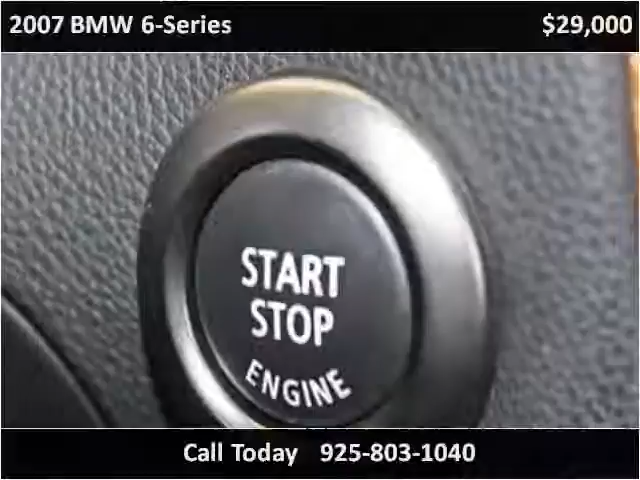 2007 BMW 6-Series $29,000
START
STOP
ENGINE
Call Today 925-803-1040